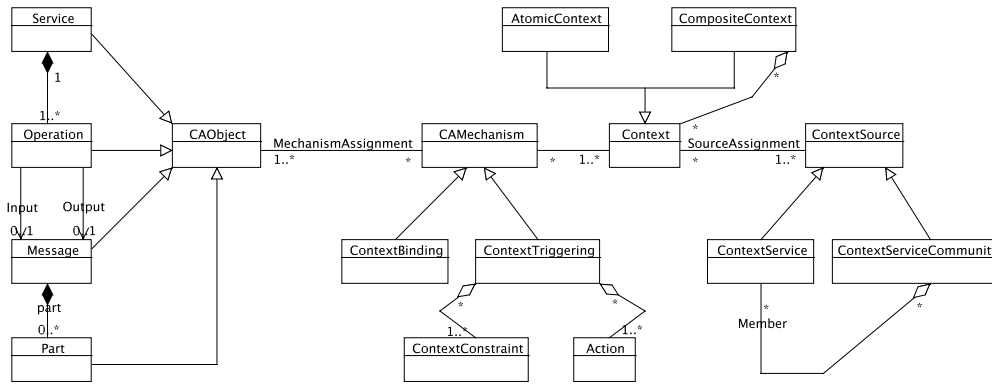 Service
AtomicContext
CompositeContext
1
*
1..*
*
Operation
CAObject
MechanismAssignment
CAMechanism
Context
SourceAssignment
ContextSource
1..*
*
*
1..*
*
1..*
Input
Output
0..1
0..1
Message
ContextBinding
ContextTriggering
ContextService
ContextServiceCommunit
part
*
*
*
*
Member
0..*
1..*
1..*
Part
ContextConstraint
Action